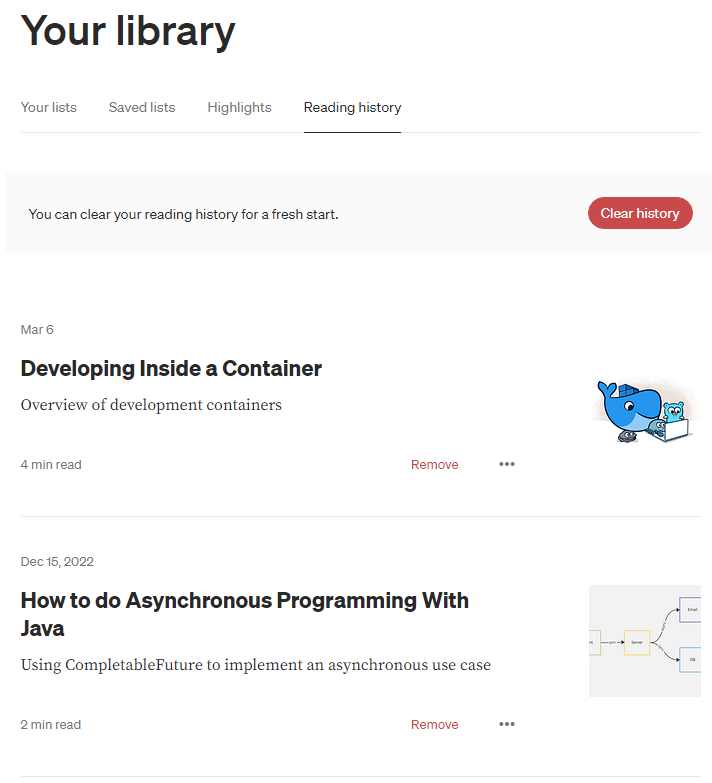 Your library
Your lists
Saved lists
Highlights
Reading history
You can clear your reading history for a fresh start.
Clear history
Mar 6
Developing Inside a Container
Overview of development containers
4 min read
Remove
Dec 15, 2022
How to do Asynchronous Programming With
Java
Using CompletableFuture to implement an asynchronous use case
Email
Server
DB
2 min read
Remove